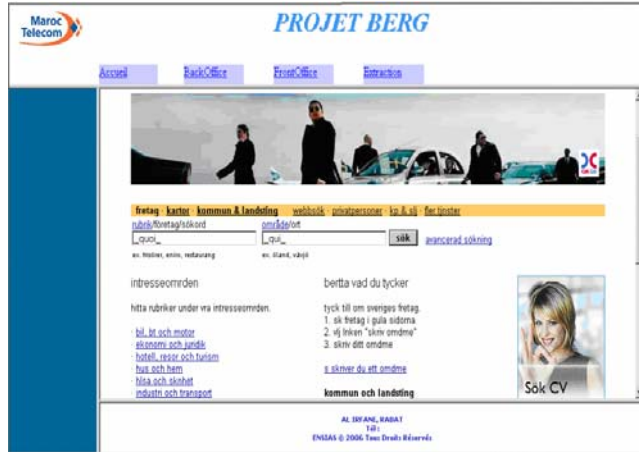 Maroc Telecom
PROJET BERG
Accueil BackOffice FrontOffice Extraction
fretag · kartor · kommun & landsting webbsök · privatpersoner · kp & slj · fler tjnster
rubrik/företag/sökord område/ort
_quoi_ _qui_ sök avancerad sökning
ex. frisörer, eniro, restaurang ex. öland, växjö
intresseomrden bertta vad du tycker
hitta rubriker under vra intresseomrden. tyck till om sveriges fretag.
1. sk fretag i gula sidorna
· bil, bt och motor 2. vlj linken "skriv omdme"
· ekonomi och juridik 3. skriv ditt omdme
· hotell, resor och turism
· hus och hem s skriver du ett omdme
· hlsa och sknhet
· industri och transport kommun och landsting
Sök CV
AL IRFANE, RABAT
Tél :
ENSIAS © 2006 Tous Droits Réservés